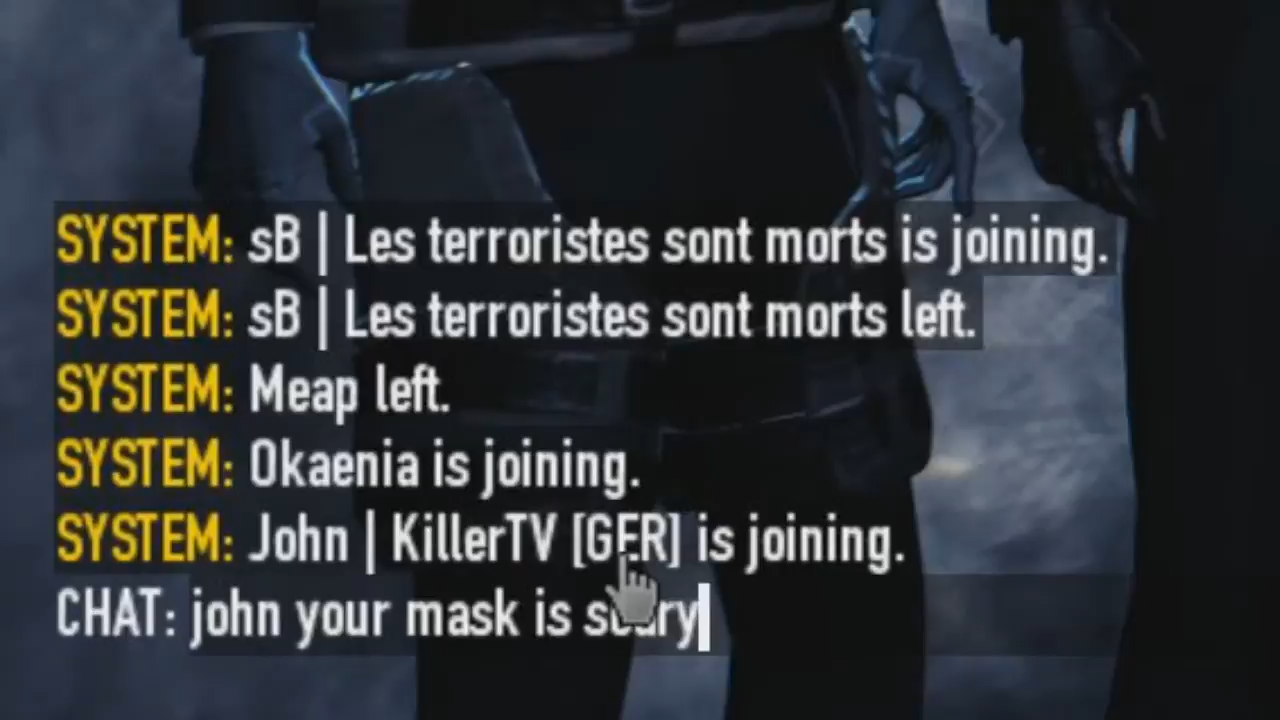 SYSTEM: sB | Les terroristes sont morts is joining.
SYSTEM: sB | Les terroristes sont morts left.
SYSTEM: Meap left.
SYSTEM: Okaenia is joining.
SYSTEM: John | KillerTV [GER] is joining.
CHAT: john your mask is scary